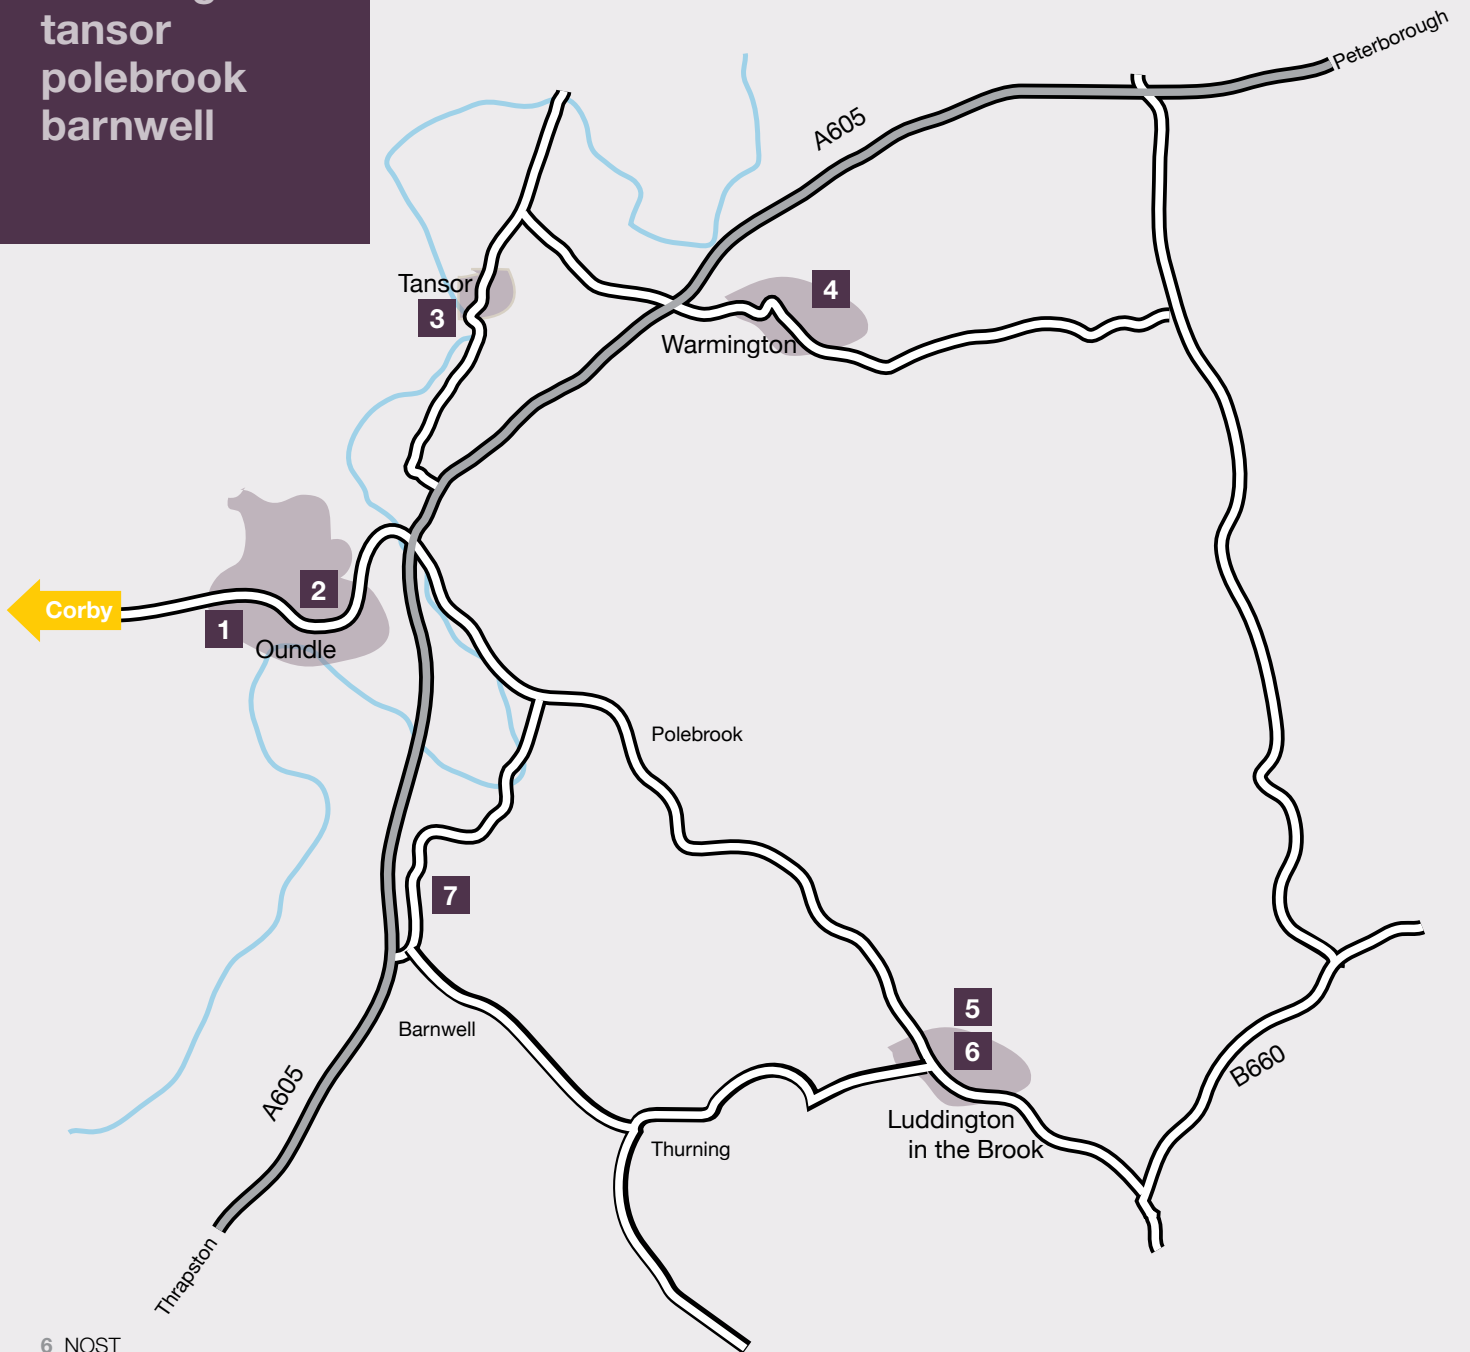 tansor
polebrook
barnwell
Peterborough
A605
Tansor
3
4
Warmington
2
Corby
1
Oundle
Polebrook
7
5
6
Barnwell
A605
B660
Luddington
in the Brook
Thurning
Thrapston
6 NOST